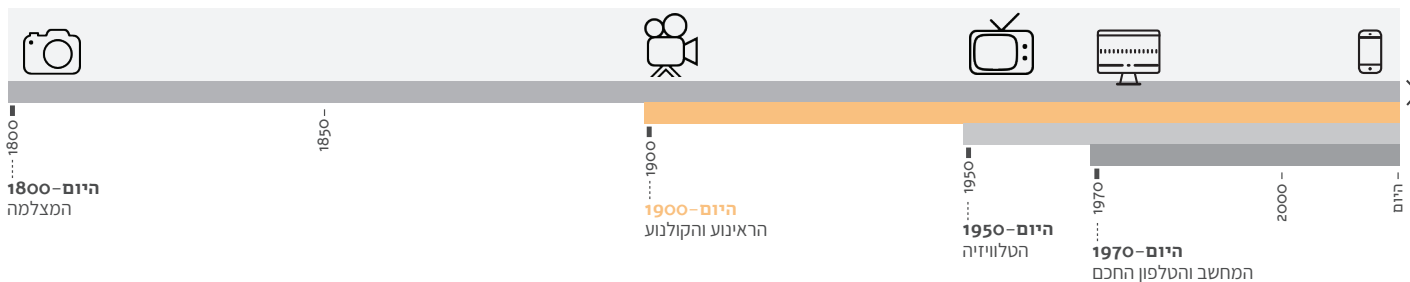 1800
1850
1900
1950
1970
2000
היום
1800–היום
המצלמה
1900–היום
הראינוע והקולנוע
1950–היום
הטלוויזיה
1970–היום
המחשב והטלפון החכם